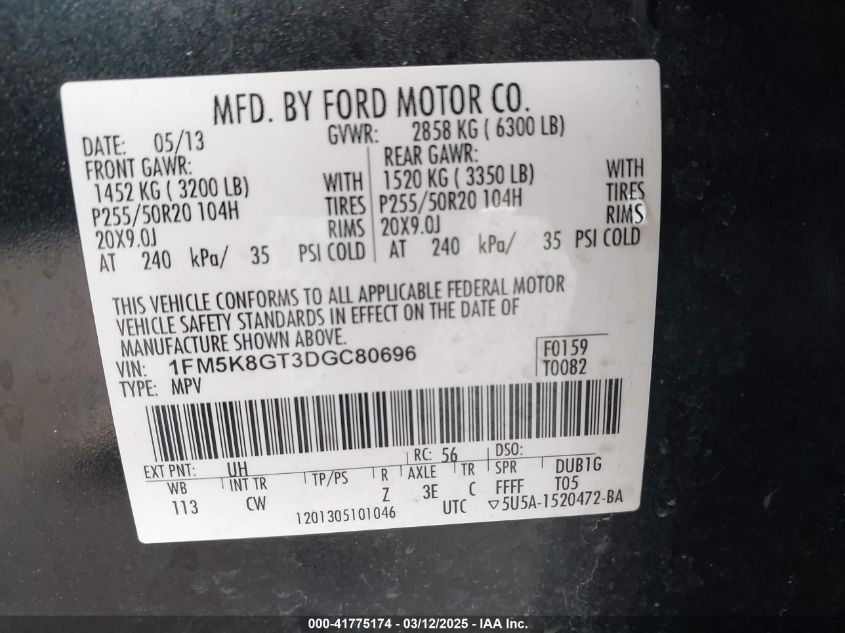 MFD. BY FORD MOTOR CO.
DATE: 05/13 GVWR: 2858 KG ( 6300 LB)
FRONT GAWR: REAR GAWR:
1452 KG ( 3200 LB) WITH 1520 KG ( 3350 LB) WITH
P255/50R20 104H TIRES P255/50R20 104H TIRES
20X9.0J RIMS 20X9.0J RIMS
AT 240 kPa/ 35 PSI COLD AT 240 kPa/ 35 PSI COLD
THIS VEHICLE CONFORMS TO ALL APPLICABLE FEDERAL MOTOR
VEHICLE SAFETY STANDARDS IN EFFECT ON THE DATE OF
MANUFACTURE SHOWN ABOVE.
VIN: 1FM5K8GT3DGC80696 F0159
TYPE: MPV T0082
EXT PNT: UH RC: 56 DSO:
WB INT TR TP/PS R AXLE TR SPR DUB1G
113 CW Z 3E C FFFF T05
1201305101046 UTC ▽5U5A-1520472-BA
000-41775174 - 03/12/2025 - IAA Inc.